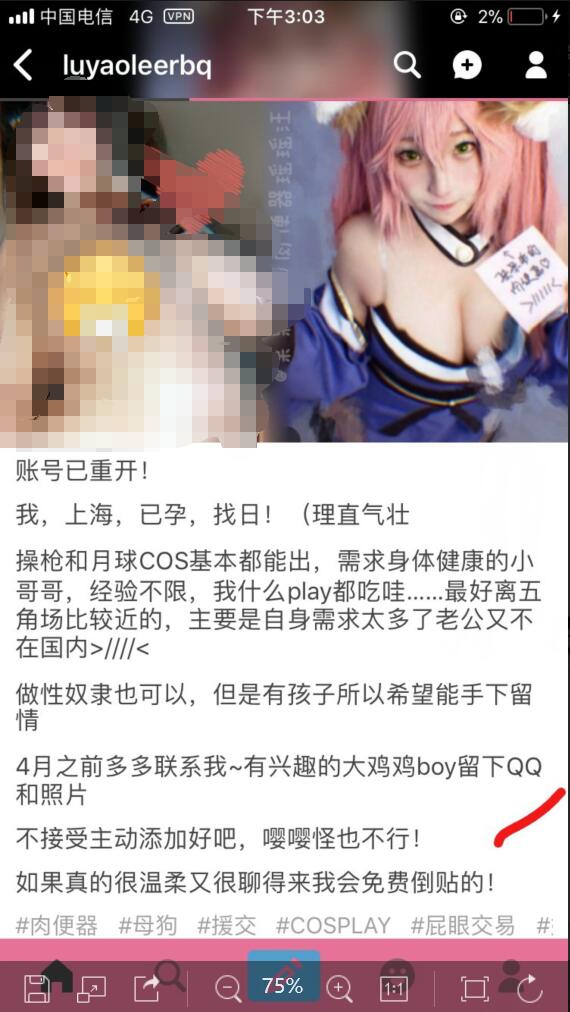 中国电信 4G VPN 下午3:03 2%
luyaoleerbq
账号已重开！
我，上海，已孕，找日！（理直气壮
操枪和月球COS基本都能出，需求身体健康的小
哥哥，经验不限，我什么play都吃哇......最好离五
角场比较近的，主要是自身需求太多了老公又不
在国内>////<
做性奴隶也可以，但是有孩子所以希望能手下留
情
4月之前多多联系我~有兴趣的大鸡鸡boy留下QQ
和照片
不接受主动添加好吧，嘤嘤怪也不行！
如果真的很温柔又很聊得来我会免费倒贴的！
#肉便器 #母狗 #援交 #COSPLAY #屁眼交易 #
75% 1:1